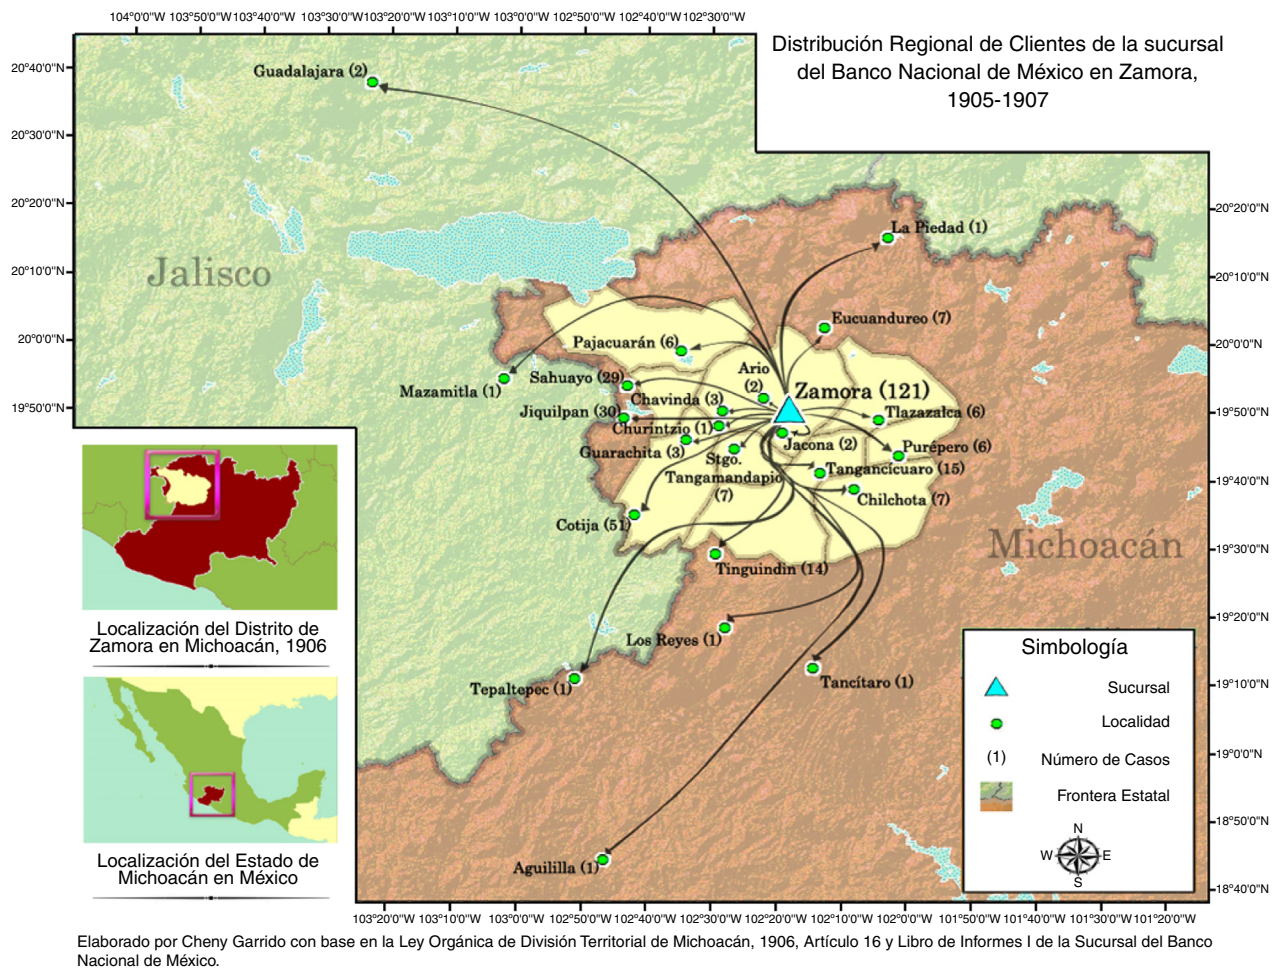 104°0'0"W 103°50'0"W 103°40'0"W 103°30'0"W 103°20'0"W 103°10'0"W 103°0'0"W 102°50'0"W 102°40'0"W 102°30'0"W
Distribución Regional de Clientes de la sucursal
del Banco Nacional de México en Zamora,
1905-1907
20°40'0"N
20°30'0"N
20°20'0"N
20°10'0"N
20°0'0"N
19°50'0"N
Guadalajara (2)
La Piedad (1)
Jalisco
Eucuandureo (7)
Pajacuarán (6)
Ario
(2)
Mazamitla (1)
Sahuayo (29)
Zamora (121)
Chavinda (3)
Jiquilpan (30)
Tlazazalca (6)
Churintzio (1)
Jacona (2)
Purépero (6)
Guarachita (3)
Stgo.
Tangamandapio
(7)
Tangancícuaro (15)
Chilchota (7)
Cotija (51)
Michoacán
Tinguindin (14)
Los Reyes (1)
Tepaltepec (1)
Tancítaro (1)
Aguililla (1)
20°20'0"N
20°10'0"N
20°0'0"N
19°50'0"N
19°40'0"N
19°30'0"N
19°20'0"N
19°10'0"N
19°0'0"N
18°50'0"N
18°40'0"N
Localización del Distrito de
Zamora en Michoacán, 1906
Localización del Estado de
Michoacán en México
Simbología
Sucursal
Localidad
(1) Número de Casos
Frontera Estatal
N
W E
S
103°20'0"W 103°10'0"W 103°0'0"W 102°50'0"W 102°40'0"W 102°30'0"W 102°20'0"W 102°10'0"W 102°0'0"W 101°50'0"W 101°40'0"W 101°30'0"W 101°20'0"W
Elaborado por Cheny Garrido con base en la Ley Orgánica de División Territorial de Michoacán, 1906, Artículo 16 y Libro de Informes I de la Sucursal del Banco
Nacional de México.